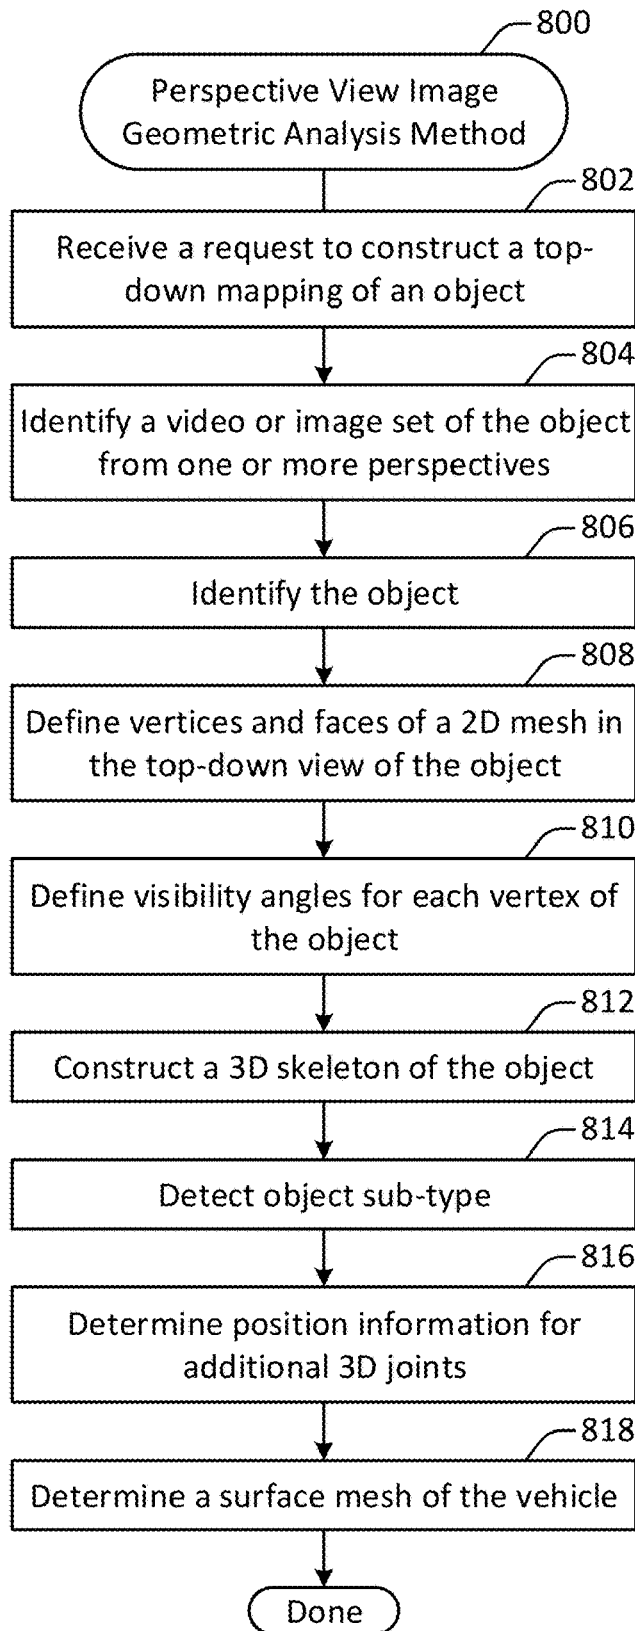 800
Perspective View Image
Geometric Analysis Method
802
Receive a request to construct a top-
down mapping of an object
804
Identify a video or image set of the object
from one or more perspectives
806
Identify the object
808
Define vertices and faces of a 2D mesh in
the top-down view of the object
810
Define visibility angles for each vertex of
the object
812
Construct a 3D skeleton of the object
814
Detect object sub-type
816
Determine position information for
additional 3D joints
818
Determine a surface mesh of the vehicle
Done